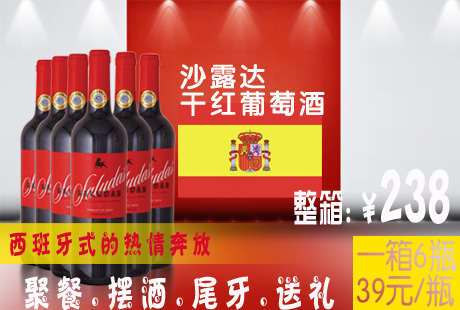 沙露达
干红葡萄酒
Saludas
整箱:¥238
西班牙式的热情奔放
一箱6瓶
39元/瓶
聚餐.摆酒.尾牙.送礼